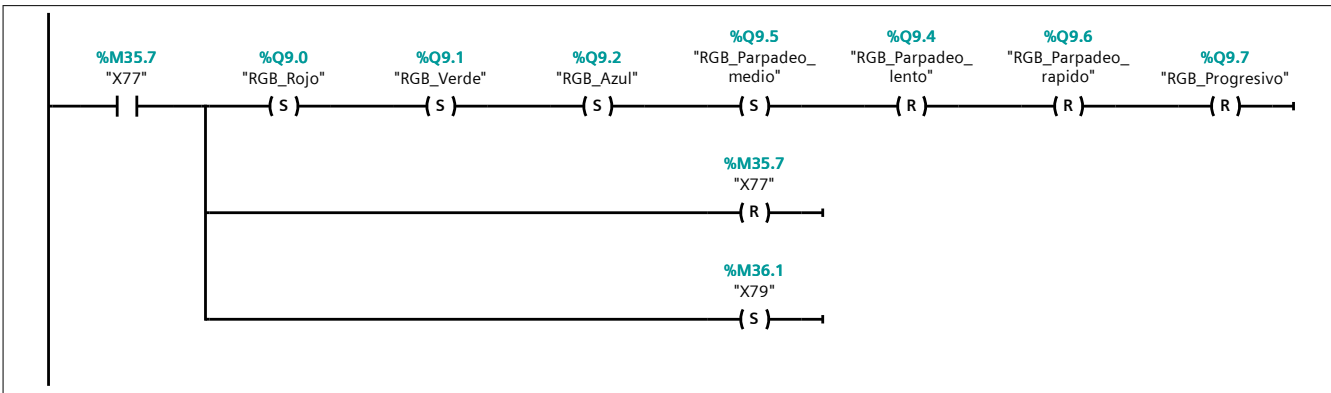 %M35.7
"X77"
%Q9.0
"RGB_Rojo"
S
%Q9.1
"RGB_Verde"
S
%Q9.2
"RGB_Azul"
S
%Q9.5
"RGB_Parpadeo_
medio"
S
%Q9.4
"RGB_Parpadeo_
lento"
R
%Q9.6
"RGB_Parpadeo_
rapido"
R
%Q9.7
"RGB_Progresivo"
R
%M35.7
"X77"
R
%M36.1
"X79"
S